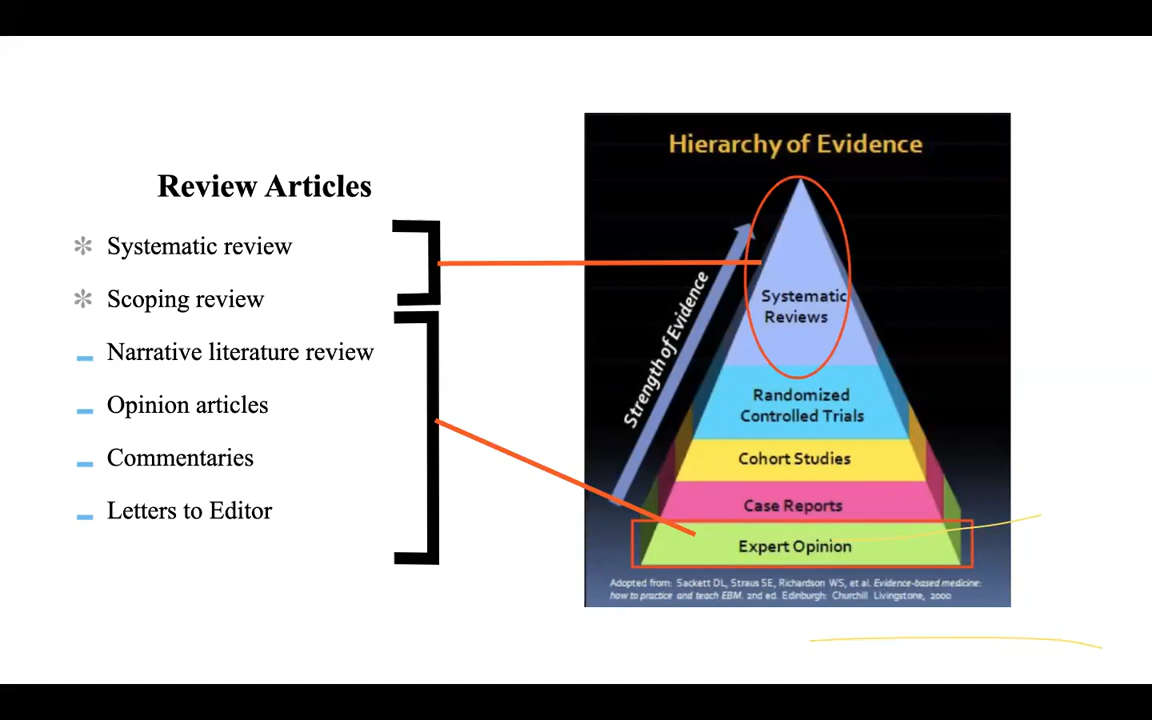 Review Articles
Systematic review
Scoping review
Narrative literature review
Opinion articles
Commentaries
Letters to Editor
Hierarchy of Evidence
Strength of Evidence
Systematic
Reviews
Randomized
Controlled Trials
Cohort Studies
Case Reports
Expert Opinion
Adopted from: Sackett DL, Straus SE, Richardson WS, et al. Evidence-based medicine:
how to practice and teach EBM. 2nd ed. Edinburgh: Churchill Livingstone, 2000